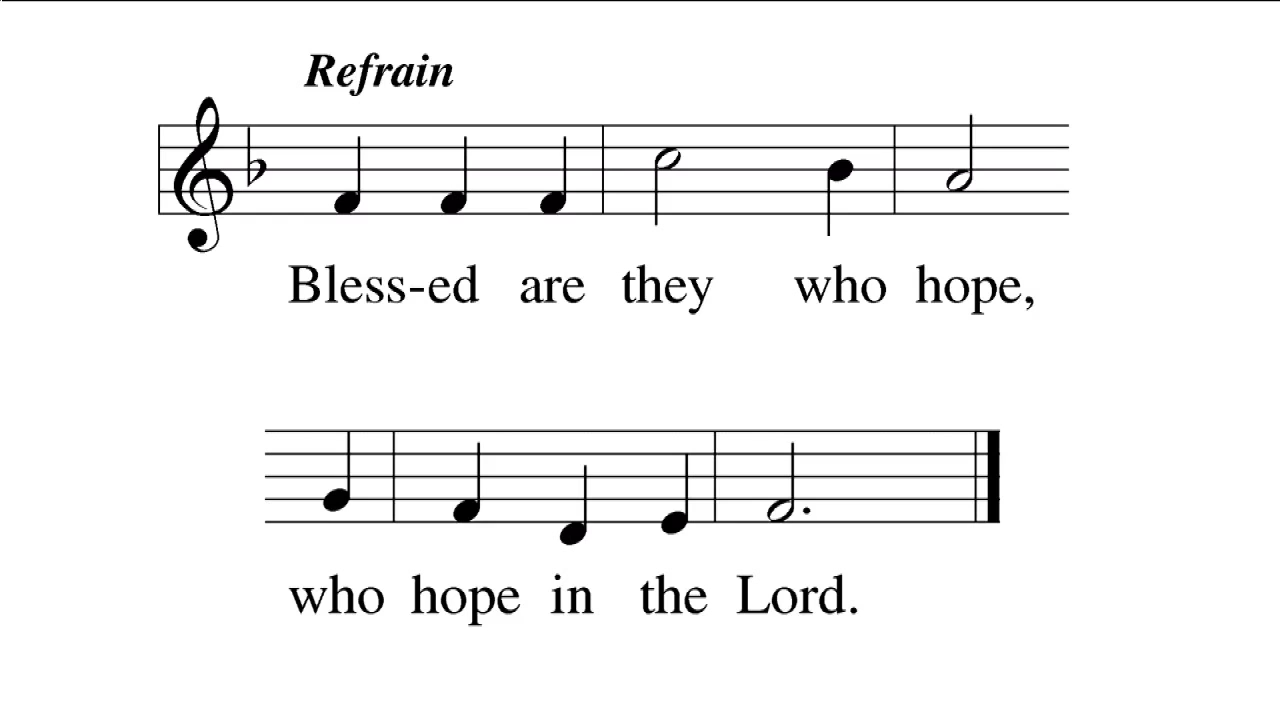 Refrain
Bless-ed are they who hope,
who hope in the Lord.